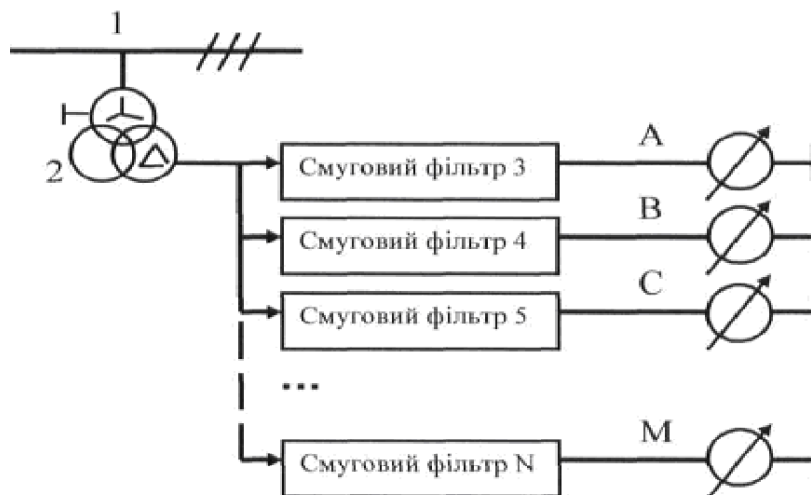 1
2
A
Смуговий фільтр 3
B
Смуговий фільтр 4
C
Смуговий фільтр 5
...
M
Смуговий фільтр N